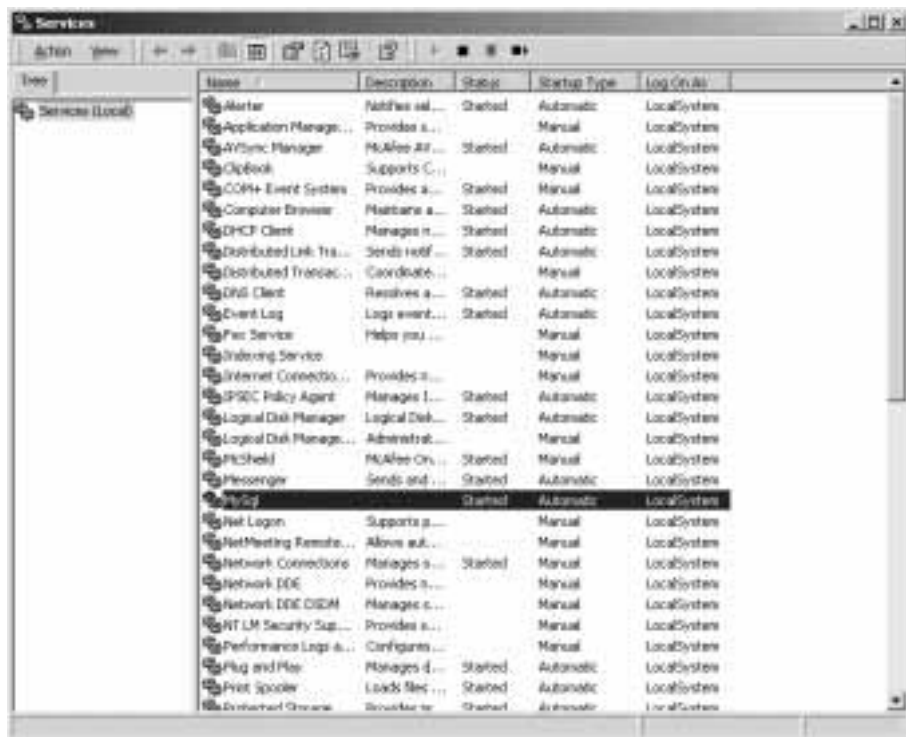 Services
Action View
Tree
Services (Local)
Name Description Status Startup Type Log On As
Alerter Notifies sel... Started Automatic LocalSystem
Application Manage... Provides s... Manual LocalSystem
AVSync Manager McAfee AV... Started Automatic LocalSystem
ClipBook Supports C... Manual LocalSystem
COM+ Event System Provides a... Started Manual LocalSystem
Computer Browser Maintains a... Started Automatic LocalSystem
DHCP Client Manages n... Started Automatic LocalSystem
Distributed Link Tra... Sends notif... Started Automatic LocalSystem
Distributed Transac... Coordinate... Manual LocalSystem
DNS Client Resolves a... Started Automatic LocalSystem
Event Log Logs event... Started Automatic LocalSystem
Fax Service Helps you ... Manual LocalSystem
Indexing Service Manual LocalSystem
Internet Connectio... Provides n... Manual LocalSystem
IPSEC Policy Agent Manages I... Started Automatic LocalSystem
Logical Disk Manager Logical Disk... Started Automatic LocalSystem
Logical Disk Manage... Administrat... Manual LocalSystem
McShield McAfee On... Started Manual LocalSystem
Messenger Sends and ... Started Automatic LocalSystem
MySql Started Automatic LocalSystem
Net Logon Supports p... Manual LocalSystem
NetMeeting Remote... Allows aut... Manual LocalSystem
Network Connections Manages o... Started Manual LocalSystem
Network DDE Provides n... Manual LocalSystem
Network DDE DSDM Manages s... Manual LocalSystem
NT LM Security Sup... Provides s... Manual LocalSystem
Performance Logs a... Configures... Manual LocalSystem
Plug and Play Manages d... Started Automatic LocalSystem
Print Spooler Loads files ... Started Automatic LocalSystem
Protected Storage Provides pr... Started Automatic LocalSystem